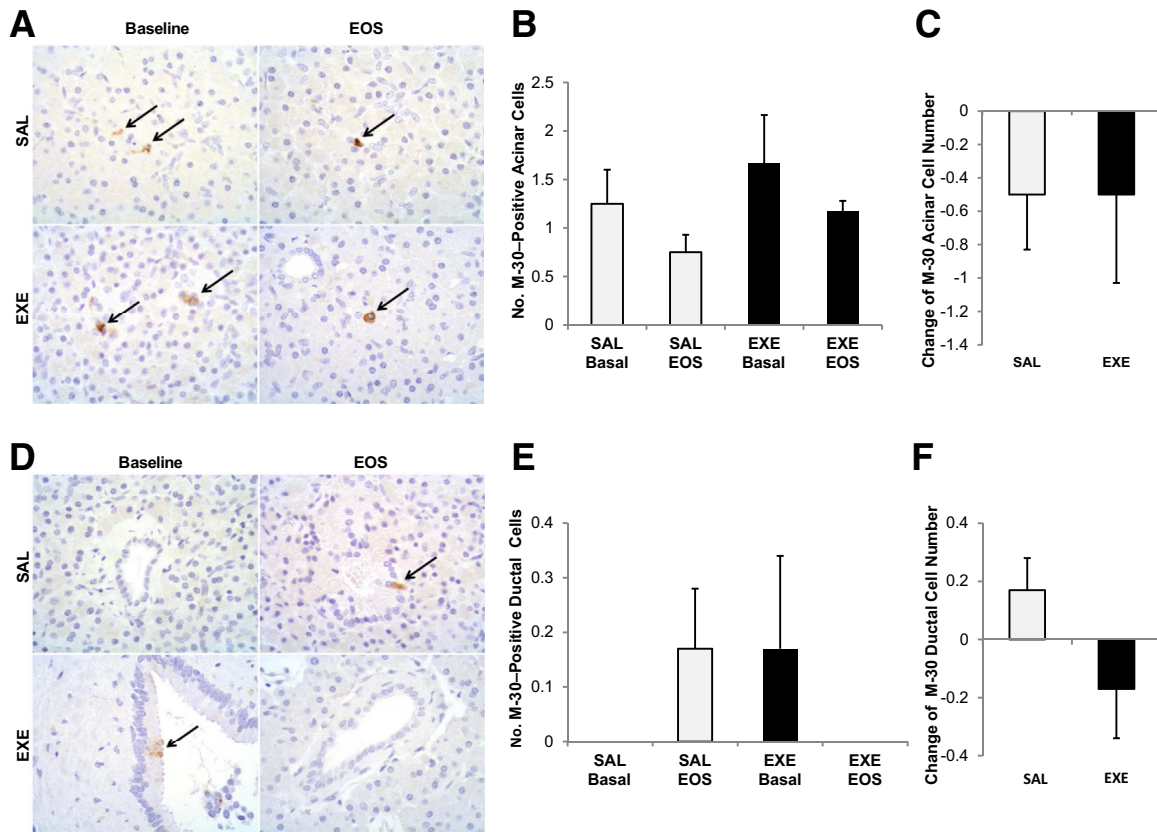 A
Baseline
EOS
SAL
EXE
B
No. M-30–Positive Acinar Cells
2.5
2
1.5
1
0.5
0
SAL Basal
SAL EOS
EXE Basal
EXE EOS
C
Change of M-30 Acinar Cell Number
0
-0.2
-0.4
-0.6
-0.8
-1
-1.2
-1.4
SAL
EXE
D
Baseline
EOS
SAL
EXE
E
No. M-30–Positive Ductal Cells
0.4
0.3
0.2
0.1
0
SAL Basal
SAL EOS
EXE Basal
EXE EOS
F
Change of M-30 Ductal Cell Number
0.4
0.2
0
-0.2
-0.4
SAL
EXE